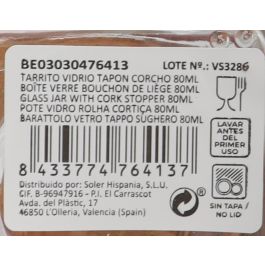 BE03030476413 LOTE Nº.: VS3286
TARRITO VIDRIO TAPON CORCHO 80ML
BOÎTE VERRE BOUCHON DE LIÈGE 80ML
GLASS JAR WITH CORK STOPPER 80ML
POTE VIDRO ROLHA CORTIÇA 80ML
BARATTOLO VETRO TAPPO SUGHERO 80ML
LAVAR
ANTES DEL
PRIMER USO
8 433774 764137
Distribuido por: Soler Hispania, S.L.U.
CIF. B-96947916 - P.I. El Carrascot
Avda. del Plàstic, 17
46850 L'Olleria, Valencia (Spain)
SIN TAPA /
NO LID